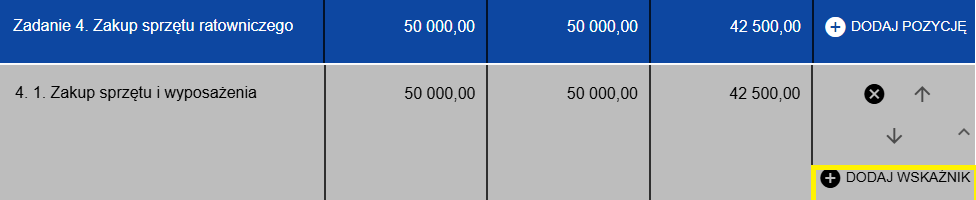 Zadanie 4. Zakup sprzętu ratowniczego 50 000,00 50 000,00 42 500,00 DODAJ POZYCJĘ
4. 1. Zakup sprzętu i wyposażenia 50 000,00 50 000,00 42 500,00
DODAJ WSKAŹNIK